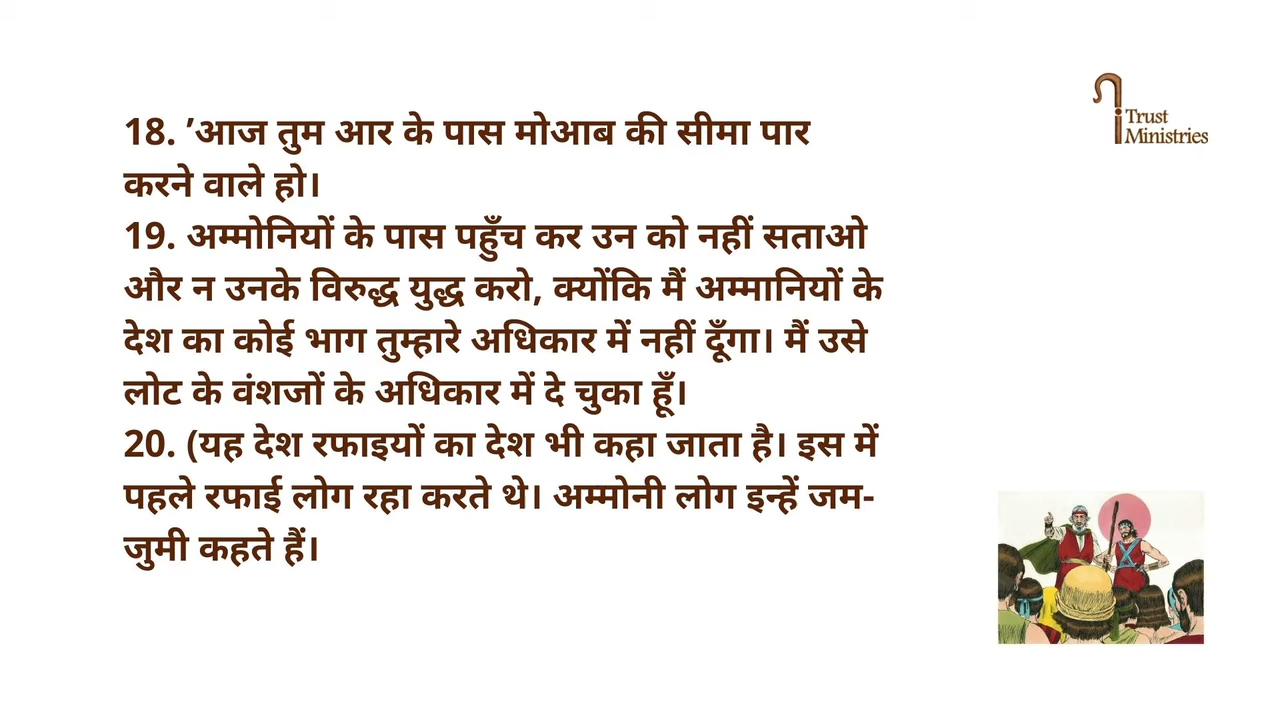 18. ’आज तुम आर के पास मोआब की सीमा पार
करने वाले हो।
19. अम्मोनियों के पास पहुँच कर उन को नहीं सताओ
और न उनके विरुद्ध युद्ध करो, क्योंकि मैं अम्मानियों के
देश का कोई भाग तुम्हारे अधिकार में नहीं दूँगा। मैं उसे
लोट के वंशजों के अधिकार में दे चुका हूँ।
20. (यह देश रफाइयों का देश भी कहा जाता है। इस में
पहले रफाई लोग रहा करते थे। अम्मोनी लोग इन्हें जम-
जुमी कहते हैं।
i Trust
Ministries